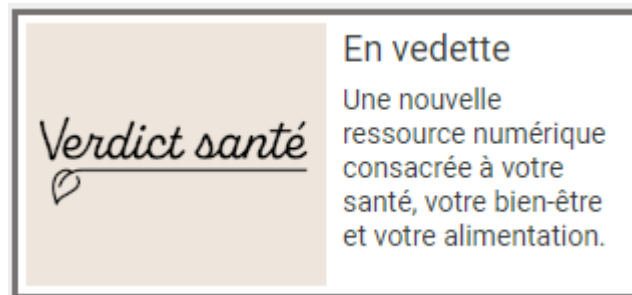 Verdict santé
En vedette
Une nouvelle
ressource numérique
consacrée à votre
santé, votre bien-être
et votre alimentation.